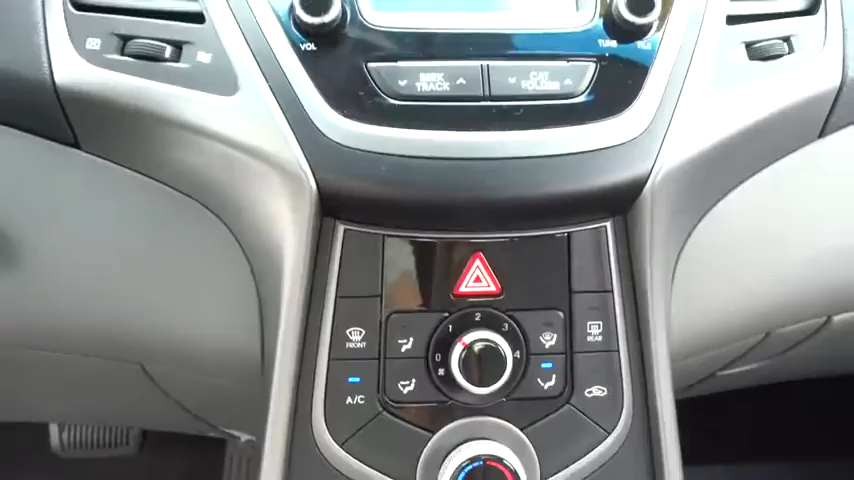 VOL
TUNE
SEEK
TRACK
CAT
FOLDER
2
1 3
0 4
FRONT
REAR
A/C